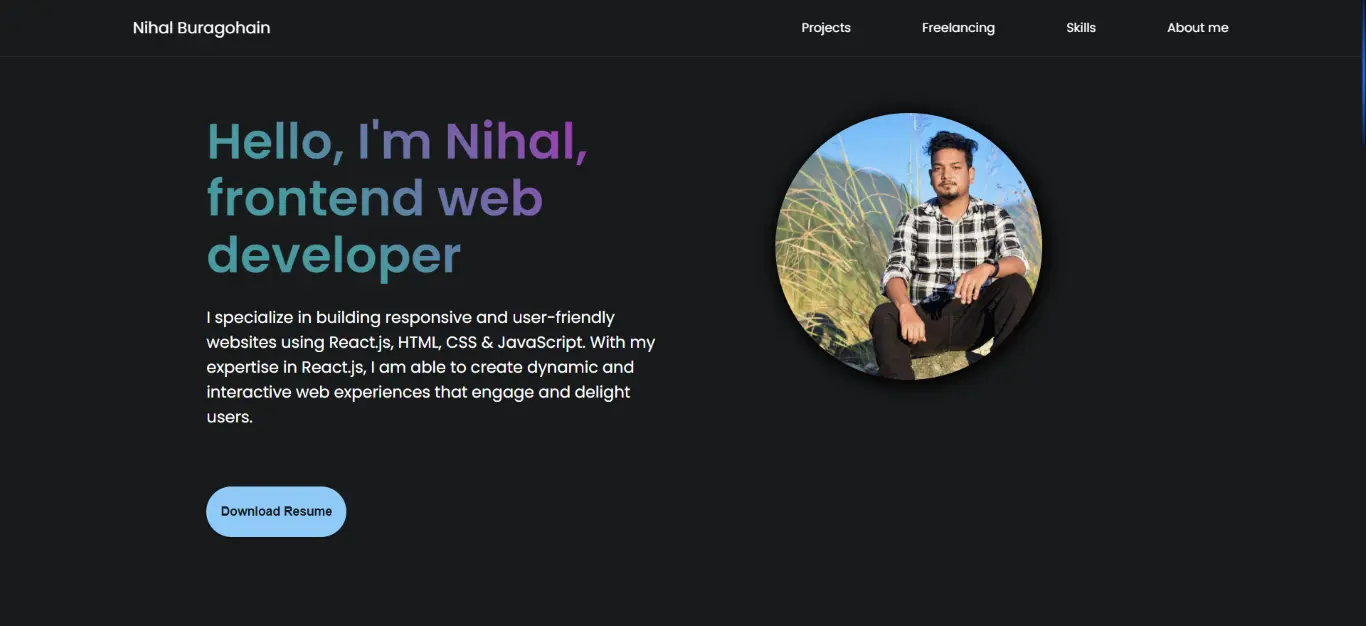 Nihal Buragohain
Projects
Freelancing
Skills
About me
Hello, I'm Nihal,
frontend web
developer
I specialize in building responsive and user-friendly
websites using React.js, HTML, CSS & JavaScript. With my
expertise in React.js, I am able to create dynamic and
interactive web experiences that engage and delight
users.
Download Resume